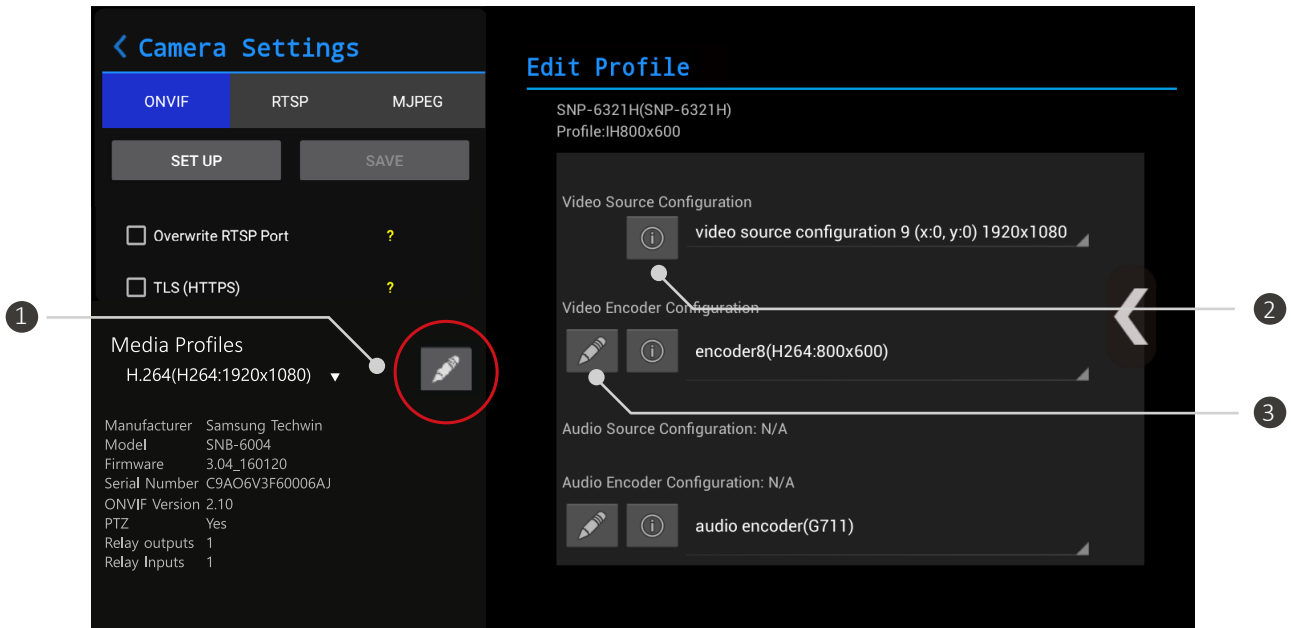 Camera Settings
ONVIF RTSP MJPEG
SET UP SAVE
Overwrite RTSP Port ?
TLS (HTTPS) ?
1
Media Profiles
H.264(H264:1920x1080)
Manufacturer Samsung Techwin
Model SNB-6004
Firmware 3.04_160120
Serial Number C9AO6V3F60006AJ
ONVIF Version 2.10
PTZ Yes
Relay outputs 1
Relay Inputs 1
Edit Profile
SNP-6321H(SNP-6321H)
Profile:IH800x600
Video Source Configuration
video source configuration 9 (x:0, y:0) 1920x1080
2
Video Encoder Configuration
encoder8(H264:800x600)
3
Audio Source Configuration: N/A
Audio Encoder Configuration: N/A
audio encoder(G711)